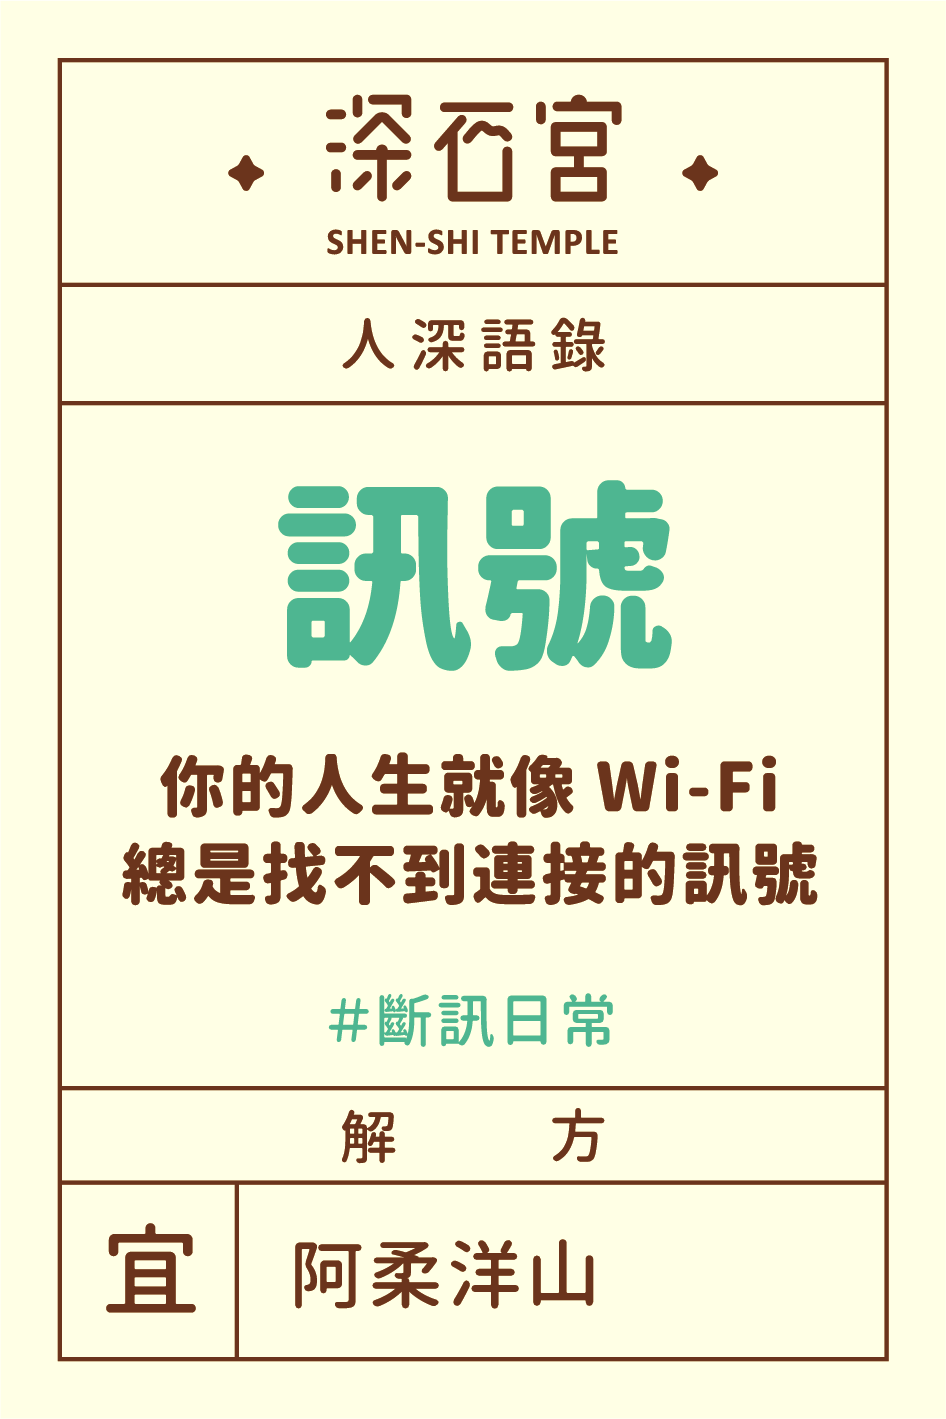 深石宮
SHEN-SHI TEMPLE
人深語錄
訊號
你的人生就像 Wi-Fi
總是找不到連接的訊號
#斷訊日常
解方
宜
阿柔洋山